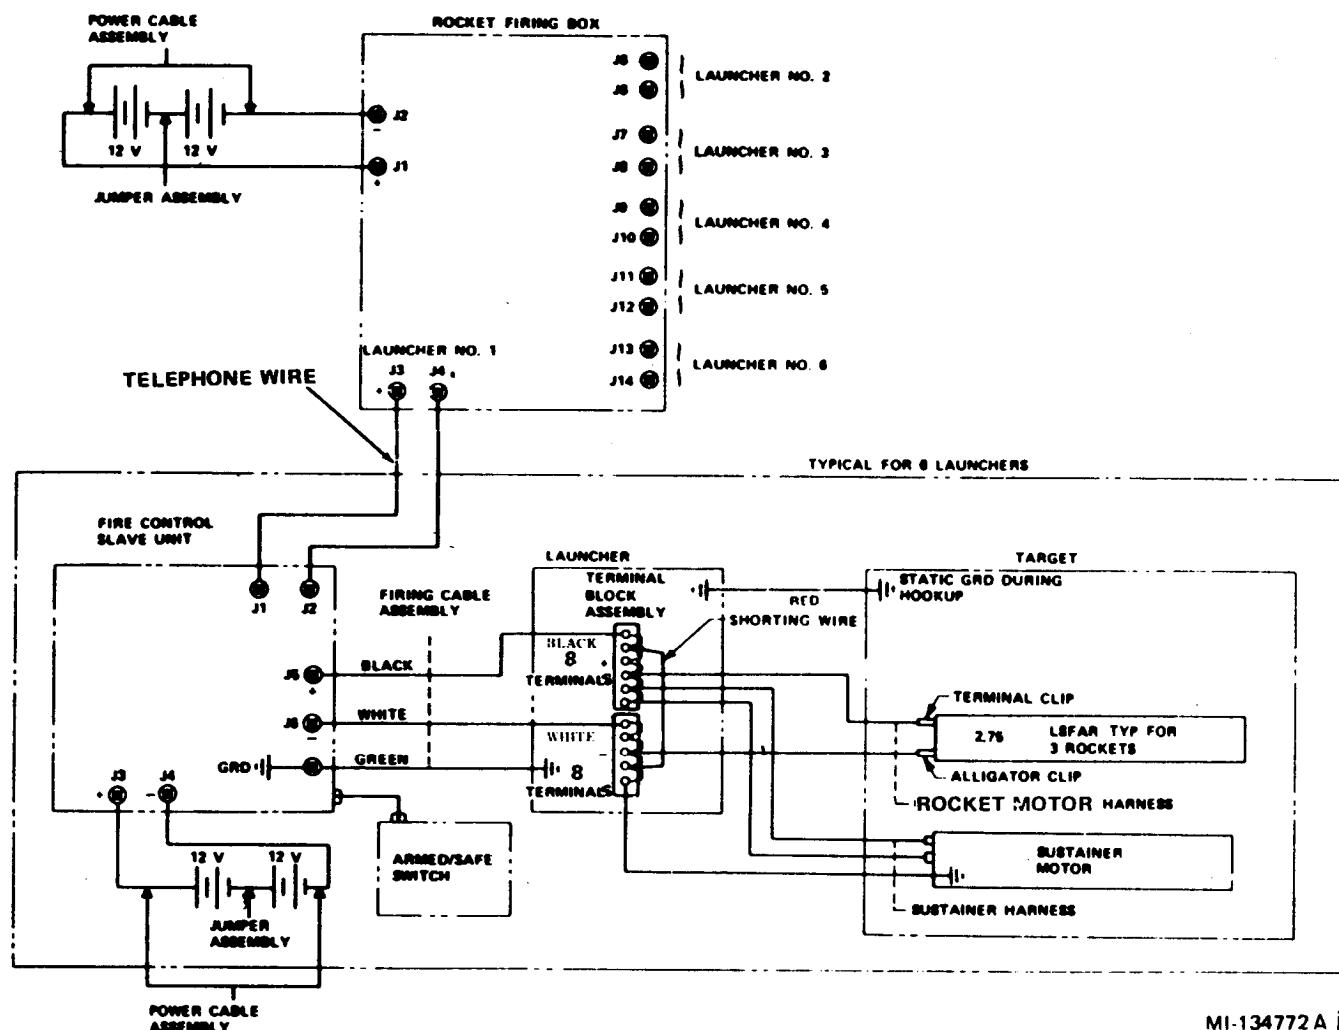 POWER CABLE
ASSEMBLY
12 V
12 V
JUMPER ASSEMBLY
ROCKET FIRING BOX
J2
-
J1
+
J5
J6
LAUNCHER NO. 2
J7
J8
LAUNCHER NO. 3
J9
J10
LAUNCHER NO. 4
J11
J12
LAUNCHER NO. 5
J13
J14
LAUNCHER NO. 6
LAUNCHER NO. 1
J3
J4
+
TELEPHONE WIRE
TYPICAL FOR 6 LAUNCHERS
FIRE CONTROL
SLAVE UNIT
J1
J2
J5
+
J6
-
GRD
J3
+
J4
-
12 V
12 V
JUMPER
ASSEMBLY
POWER CABLE
ASSEMBLY
FIRING CABLE
ASSEMBLY
BLACK
WHITE
GREEN
ARMED/SAFE
SWITCH
LAUNCHER
TERMINAL
BLOCK
ASSEMBLY
BLACK
8
+
TERMINALS
WHITE
-
8
TERMINALS
RED
SHORTING WIRE
TARGET
STATIC GRD DURING
HOOKUP
TERMINAL CLIP
2.75 LSFAR TYP FOR
3 ROCKETS
ALLIGATOR CLIP
ROCKET MOTOR HARNESS
SUSTAINER
MOTOR
SUSTAINER HARNESS
MI-134772 A